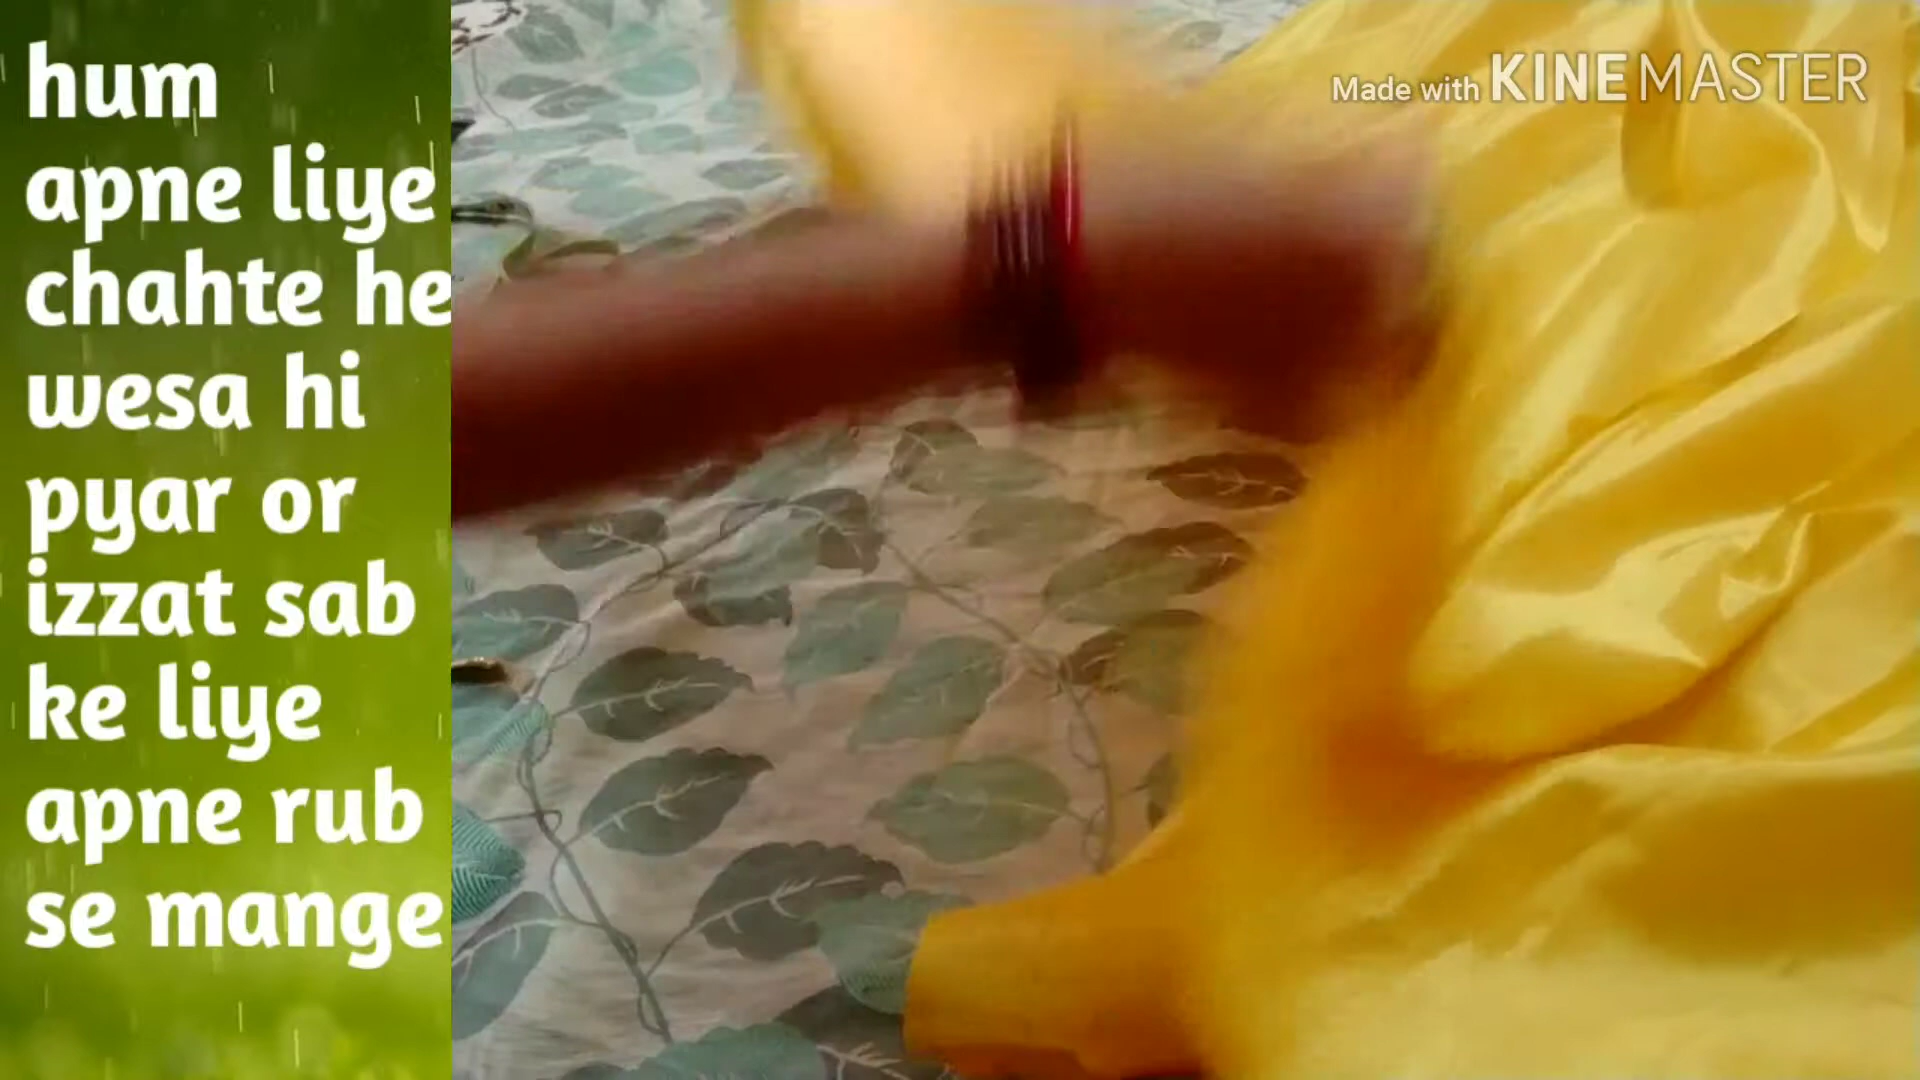 hum
apne liye
chahte he
wesa hi
pyar or
izzat sab
ke liye
apne rub
se mange
Made with KINEMASTER